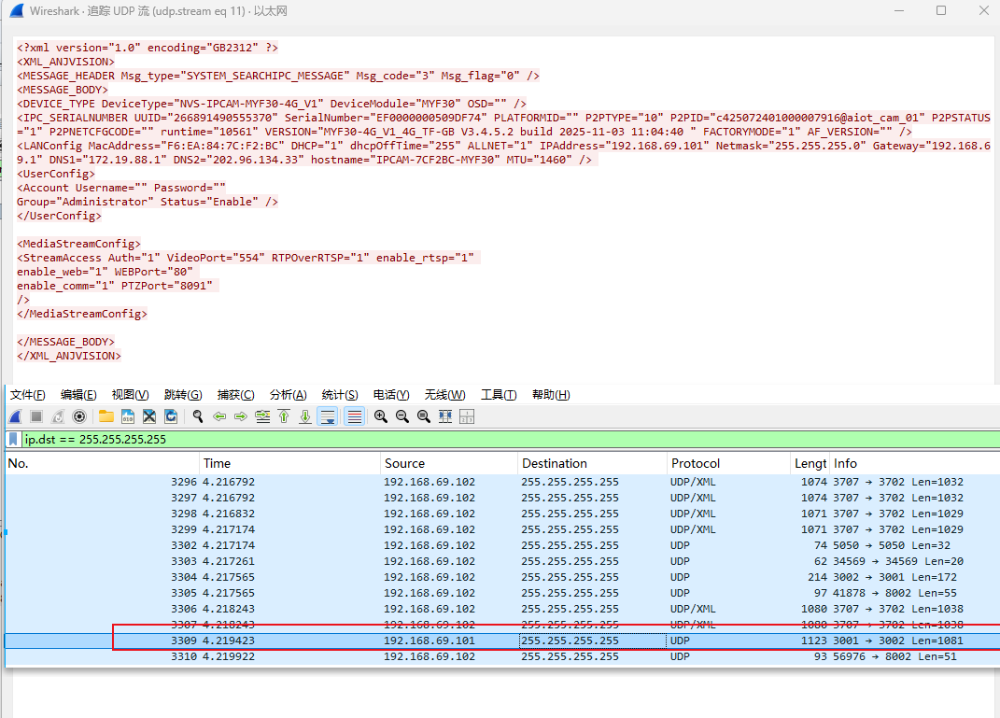 Wireshark · 追踪 UDP 流 (udp.stream eq 11) · 以太网
<?xml version="1.0" encoding="GB2312" ?>
<XML_ANJVISION>
<MESSAGE_HEADER Msg_type="SYSTEM_SEARCHIPC_MESSAGE" Msg_code="3" Msg_flag="0" />
<MESSAGE_BODY>
<DEVICE_TYPE DeviceType="NVS-IPCAM-MYF30-4G_V1" DeviceModule="MYF30" OSD="" />
<IPC_SERIALNUMBER UUID="266891490555370" SerialNumber="EF0000000509DF74" PLATFORMID="" P2PTYPE="10" P2PID="c425072401000007916@aiot_cam_01" P2PSTATUS
="1" P2PNETCFGCODE="" runtime="10561" VERSION="MYF30-4G_V1_4G_TF-GB V3.4.5.2 build 2025-11-03 11:04:40 " FACTORYMODE="1" AF_VERSION="" />
<LANConfig MacAddress="F6:EA:84:7C:F2:BC" DHCP="1" dhcpOffTime="255" ALLNET="1" IPAddress="192.168.69.101" Netmask="255.255.255.0" Gateway="192.168.6
9.1" DNS1="172.19.88.1" DNS2="202.96.134.33" hostname="IPCAM-7CF2BC-MYF30" MTU="1460" />
<UserConfig>
<Account Username="" Password=""
Group="Administrator" Status="Enable" />
</UserConfig>
<MediaStreamConfig>
<StreamAccess Auth="1" VideoPort="554" RTPOverRTSP="1" enable_rtsp="1"
enable_web="1" WEBPort="80"
enable_comm="1" PTZPort="8091"
/>
</MediaStreamConfig>
</MESSAGE_BODY>
</XML_ANJVISION>
文件(F) 编辑(E) 视图(V) 跳转(G) 捕获(C) 分析(A) 统计(S) 电话(Y) 无线(W) 工具(T) 帮助(H)
ip.dst == 255.255.255.255
No. Time Source Destination Protocol Lengt Info
3296 4.216792 192.168.69.102 255.255.255.255 UDP/XML 1074 3707 → 3702 Len=1032
3297 4.216792 192.168.69.102 255.255.255.255 UDP/XML 1074 3707 → 3702 Len=1032
3298 4.216832 192.168.69.102 255.255.255.255 UDP/XML 1071 3707 → 3702 Len=1029
3299 4.217174 192.168.69.102 255.255.255.255 UDP/XML 1071 3707 → 3702 Len=1029
3302 4.217174 192.168.69.102 255.255.255.255 UDP 74 5050 → 5050 Len=32
3303 4.217261 192.168.69.102 255.255.255.255 UDP 62 34569 → 34569 Len=20
3304 4.217565 192.168.69.102 255.255.255.255 UDP 214 3002 → 3001 Len=172
3305 4.217565 192.168.69.102 255.255.255.255 UDP 97 41878 → 8002 Len=55
3306 4.218243 192.168.69.102 255.255.255.255 UDP/XML 1080 3707 → 3702 Len=1038
3307 4.218243 192.168.69.102 255.255.255.255 UDP/XML 1080 3707 → 3702 Len=1038
3309 4.219423 192.168.69.101 255.255.255.255 UDP 1123 3001 → 3002 Len=1081
3310 4.219922 192.168.69.102 255.255.255.255 UDP 93 56976 → 8002 Len=51